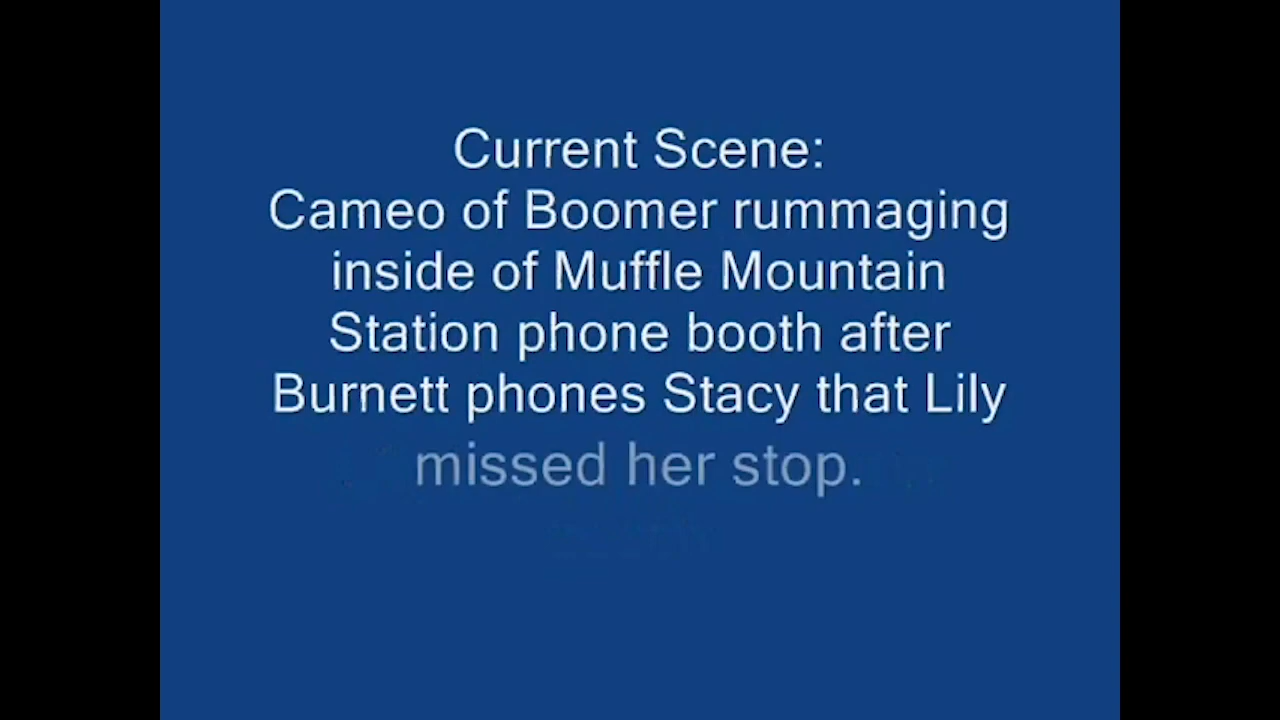 Current Scene:
Cameo of Boomer rummaging
inside of Muffle Mountain
Station phone booth after
Burnett phones Stacy that Lily
missed her stop.